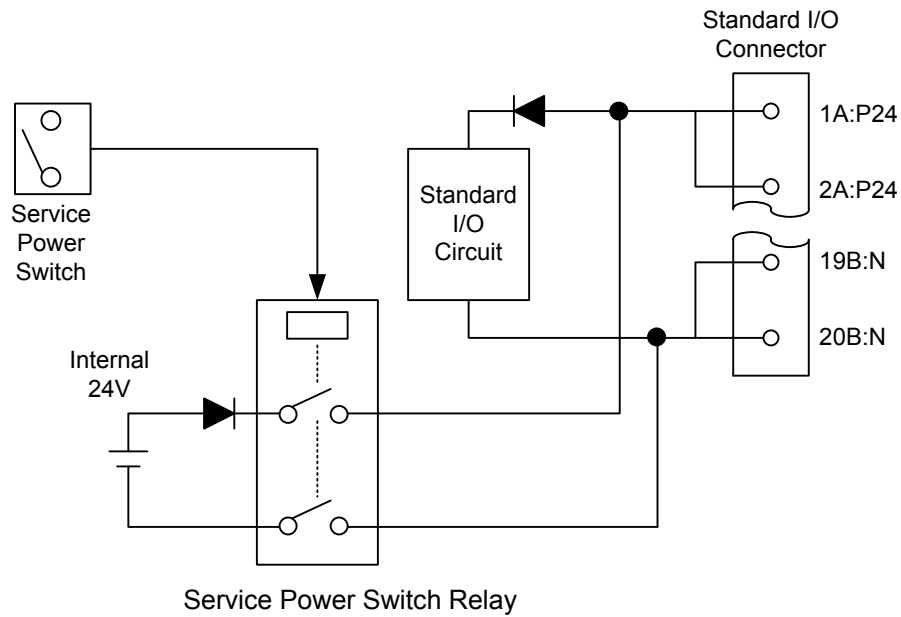 Standard I/O
Connector
1A:P24
2A:P24
Service
Power
Switch
Standard
I/O
Circuit
19B:N
20B:N
Internal
24V
Service Power Switch Relay